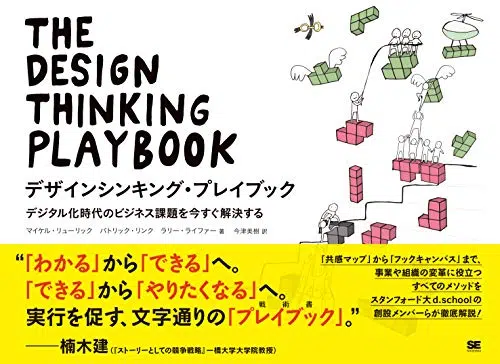 THE
DESIGN
THINKING
PLAYBOOK
デザインシンキング・プレイブック
デジタル化時代のビジネス課題を今すぐ解決する
マイケル・リューリック パトリック・リンク ラリー・ライファー 著 今津美樹 訳
“「わかる」から「できる」へ。
「できる」から「やりたくなる」へ。
実行を促す、文字通りの「プレイブック」。”
戦術書
──楠木建(『ストーリーとしての競争戦略』一橋大学大学院教授)
「共感マップ」から「フックキャンバス」まで、
事業や組織の変革に役立つ
すべてのメソッドを
スタンフォード大d.schoolの
創設メンバーらが徹底解説!
SE
SHOEISHA